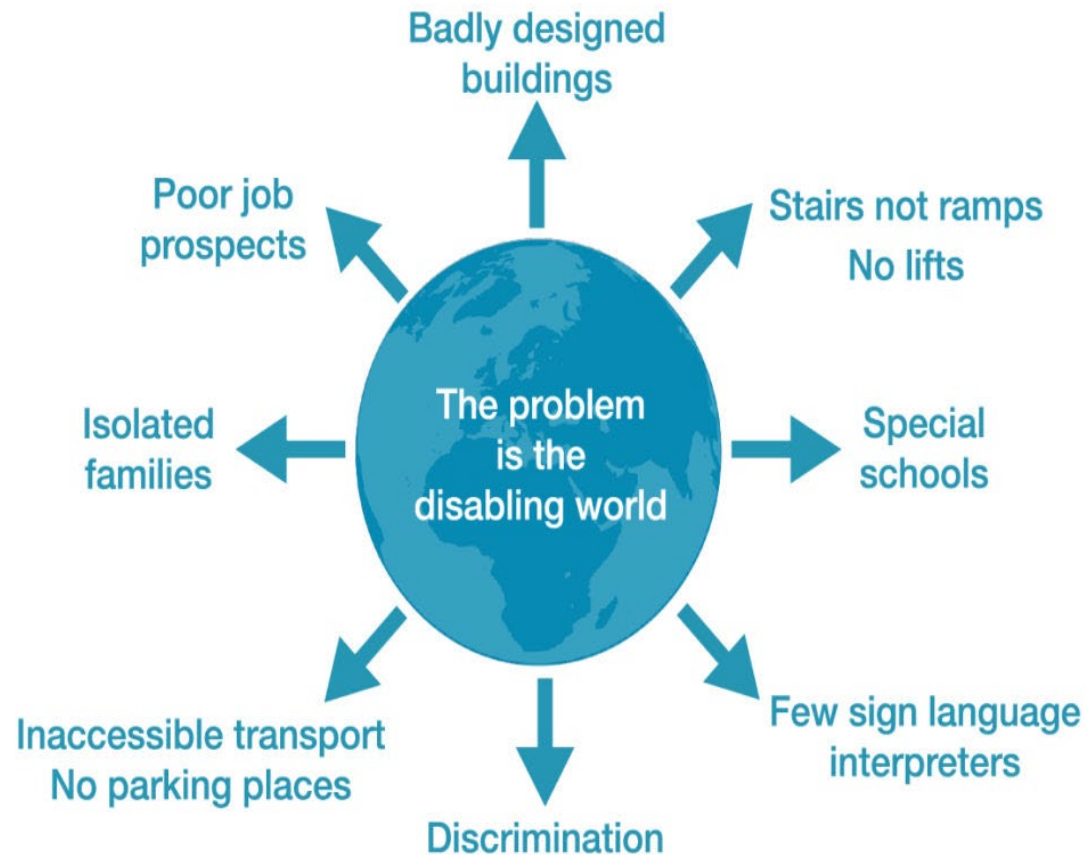 Badly designed
buildings
Poor job
prospects
Stairs not ramps
No lifts
Isolated
families
The problem
is the
disabling world
Special
schools
Inaccessible transport
No parking places
Few sign language
interpreters
Discrimination